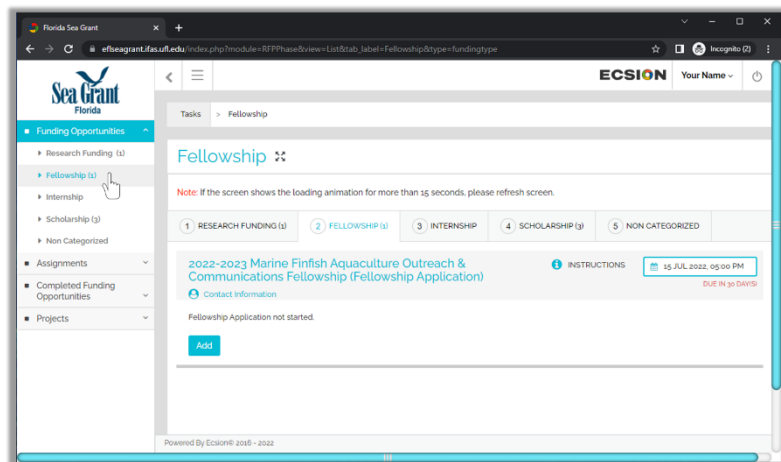 Florida Sea Grant
eflseagrant.ifas.ufl.edu/index.php?module=RFPPhase&view=List&tab_label=Fellowship&type=fundingtype
Incognito (2)
Sea Grant
Florida
ECSION
Your Name
Tasks > Fellowship
Funding Opportunities
Research Funding (1)
Fellowship (1)
Internship
Scholarship (3)
Non Categorized
Assignments
Completed Funding
Opportunities
Projects
Fellowship
Note: If the screen shows the loading animation for more than 15 seconds, please refresh screen.
1 RESEARCH FUNDING (1) 2 FELLOWSHIP (1) 3 INTERNSHIP 4 SCHOLARSHIP (3) 5 NON CATEGORIZED
2022-2023 Marine Finfish Aquaculture Outreach &
Communications Fellowship (Fellowship Application)
INSTRUCTIONS
15 JUL 2022, 05:00 PM
DUE IN 30 DAY(S)
Contact Information
Fellowship Application not started.
Add
Powered By Ecsion© 2016 - 2022